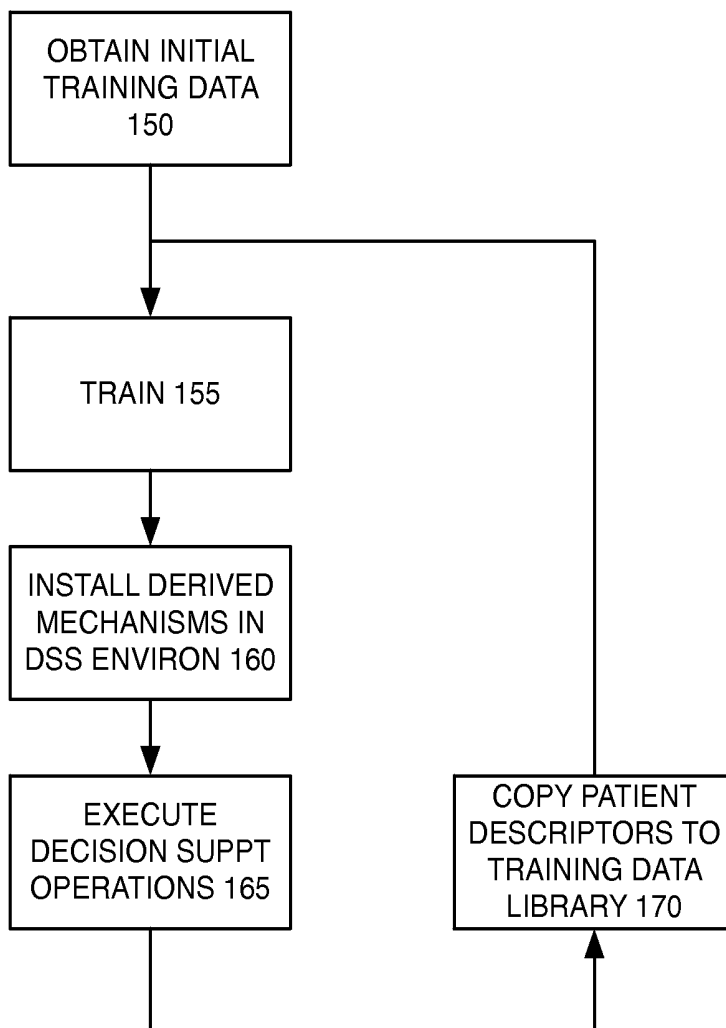 OBTAIN INITIAL
TRAINING DATA
150
TRAIN 155
INSTALL DERIVED
MECHANISMS IN
DSS ENVIRON 160
EXECUTE
DECISION SUPPT
OPERATIONS 165
COPY PATIENT
DESCRIPTORS TO
TRAINING DATA
LIBRARY 170